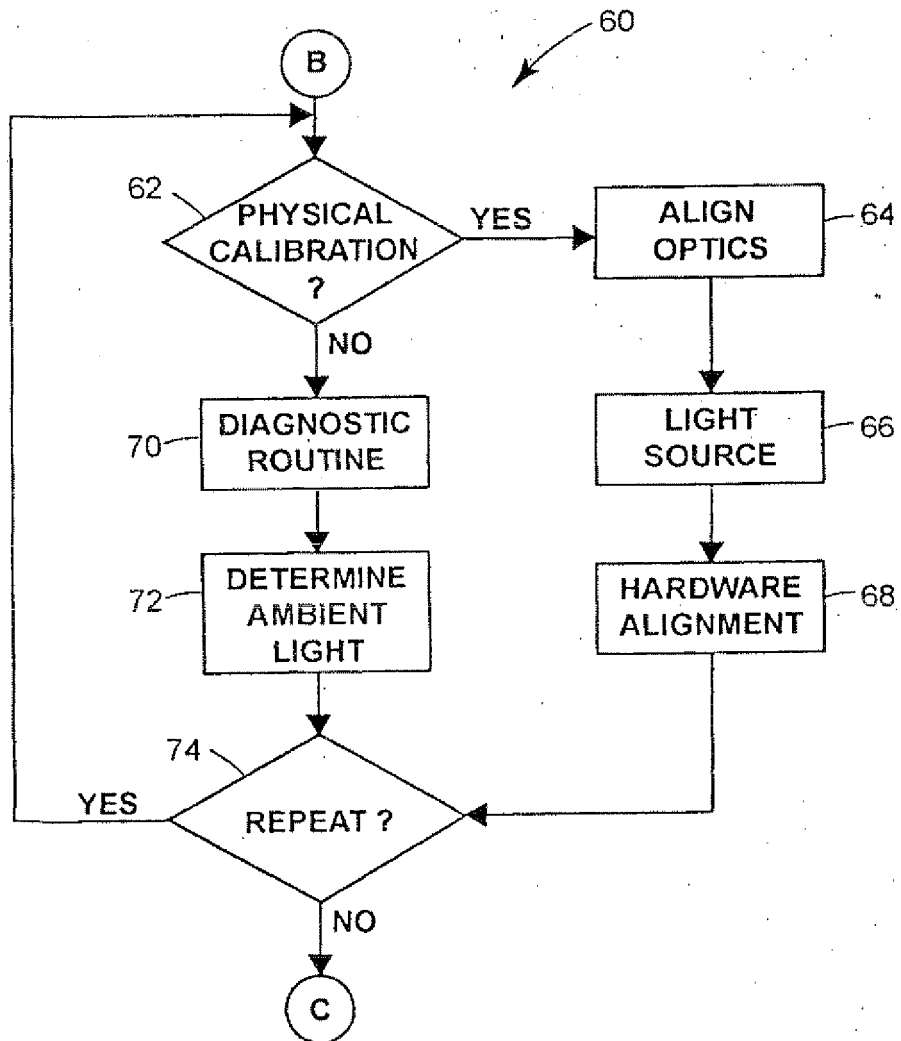 60
B
62
PHYSICAL
CALIBRATION
?
YES
ALIGN
OPTICS
64
NO
70
DIAGNOSTIC
ROUTINE
LIGHT
SOURCE
66
72
DETERMINE
AMBIENT
LIGHT
HARDWARE
ALIGNMENT
68
74
YES
REPEAT ?
NO
C